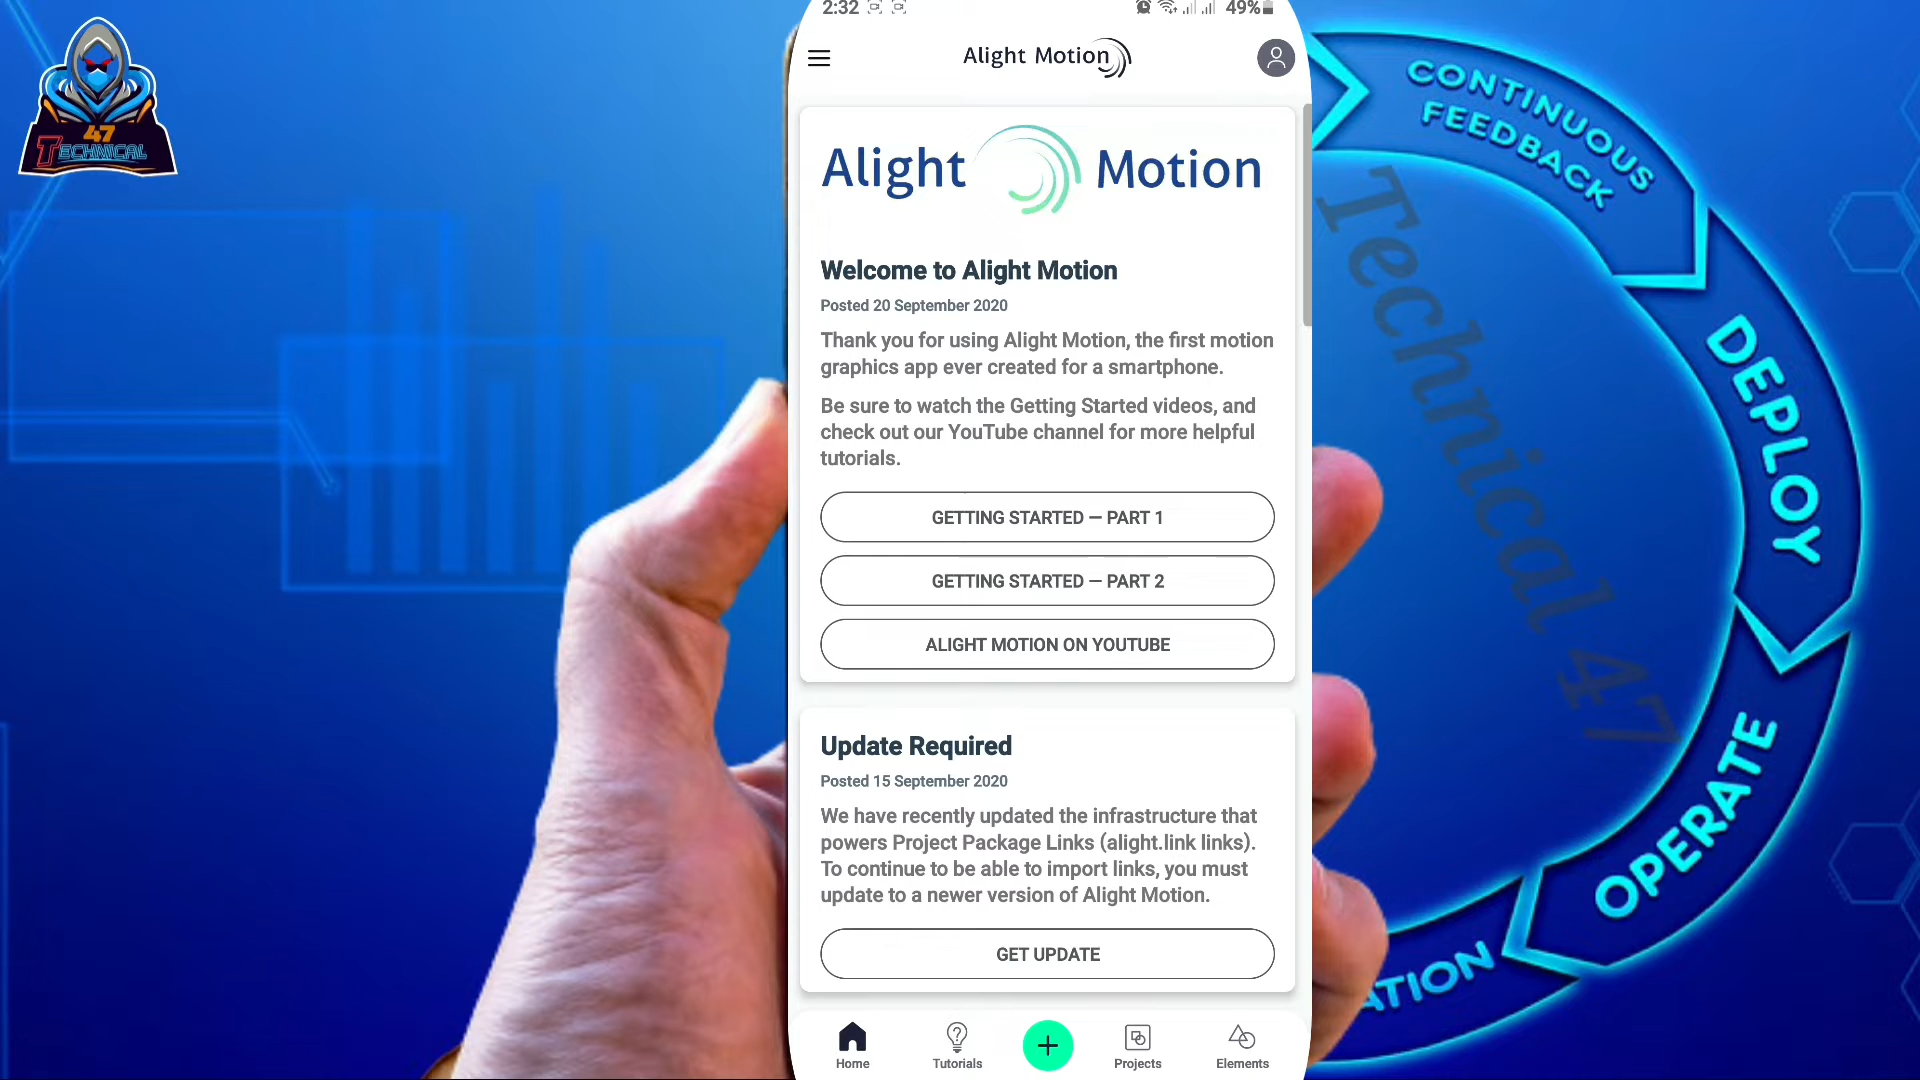 2:32
49%
Alight Motion
47
TECHNICAL
Alight Motion
Welcome to Alight Motion
Posted 20 September 2020
Thank you for using Alight Motion, the first motion
graphics app ever created for a smartphone.
Be sure to watch the Getting Started videos, and
check out our YouTube channel for more helpful
tutorials.
GETTING STARTED — PART 1
GETTING STARTED — PART 2
ALIGHT MOTION ON YOUTUBE
Update Required
Posted 15 September 2020
We have recently updated the infrastructure that
powers Project Package Links (alight.link links).
To continue to be able to import links, you must
update to a newer version of Alight Motion.
GET UPDATE
Home
Tutorials
Projects
Elements
CONTINUOUS
FEEDBACK
DEPLOY
OPERATE
Technical 47